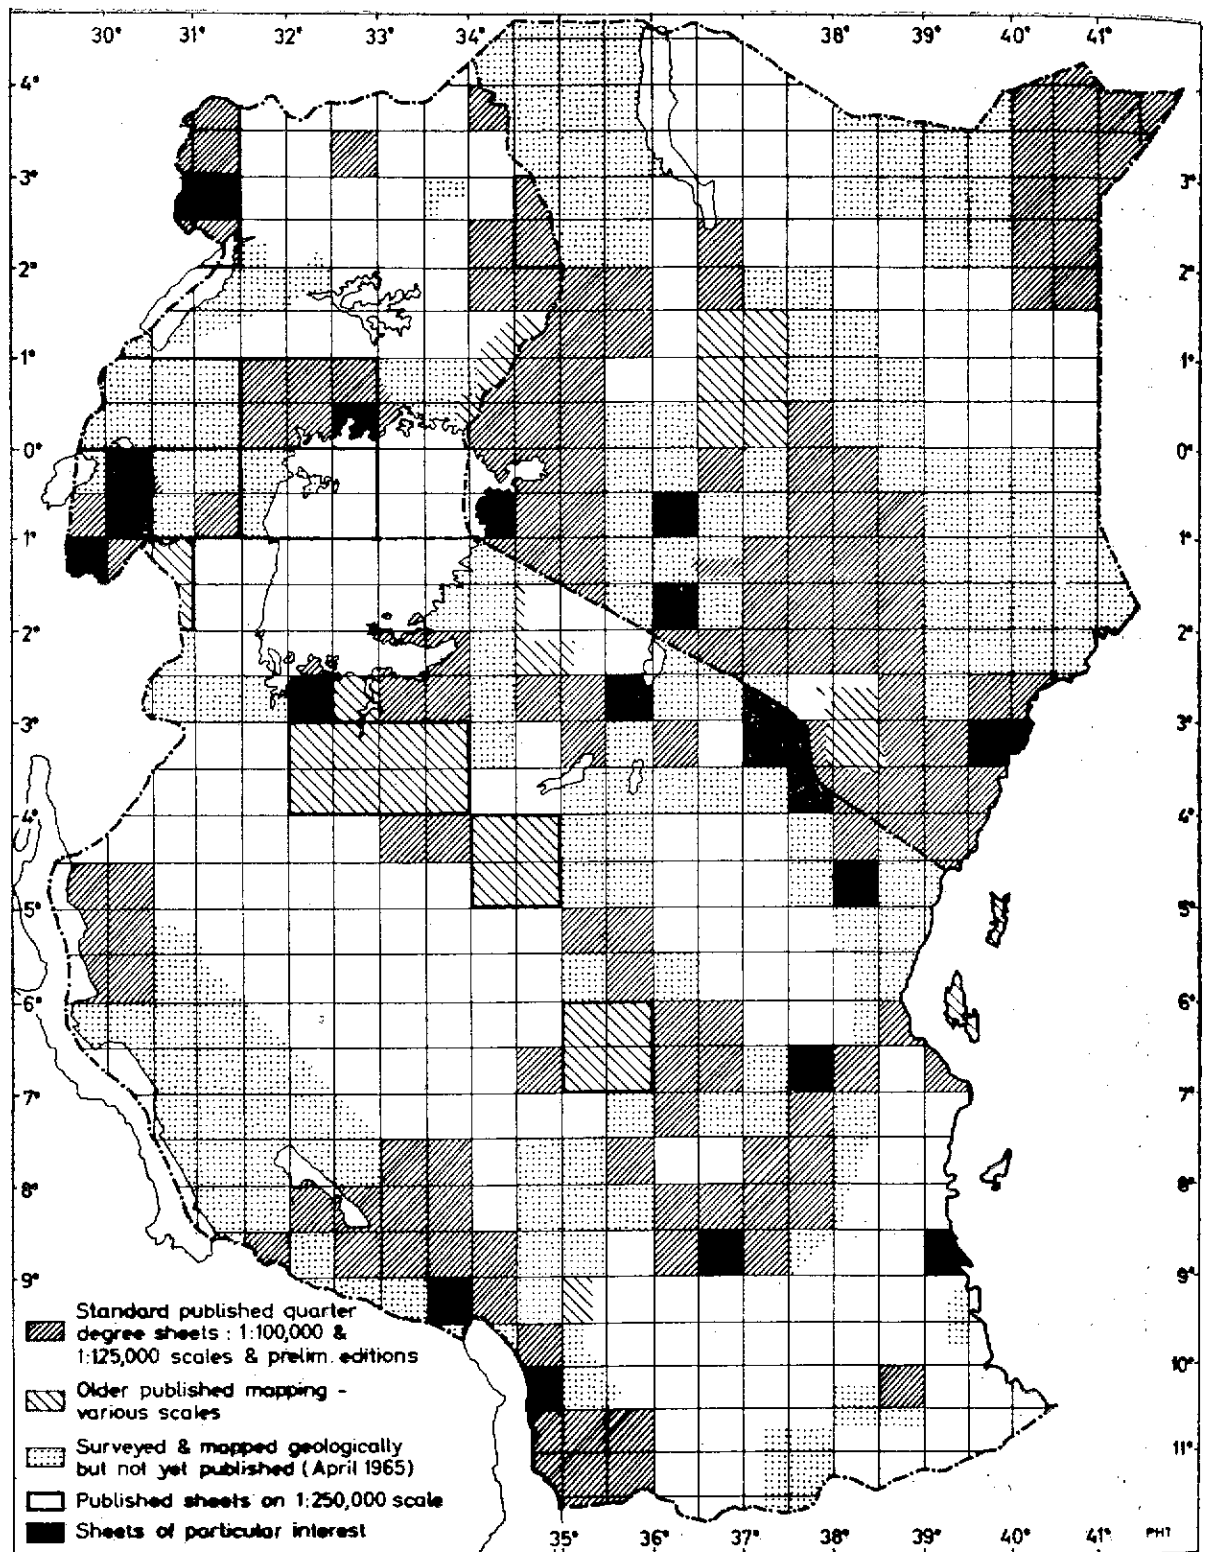 30° 31° 32° 33° 34° 38° 39° 40° 41°
4°
3° 3°
2° 2°
1° 1°
0° 0°
1° 1°
2° 2°
3° 3°
4° 4°
5° 5°
6° 6°
7° 7°
8° 8°
9° 9°
10°
11°
Standard published quarter
degree sheets : 1:100,000 &
1:125,000 scales & prelim. editions
Older published mapping -
various scales
Surveyed & mapped geologically
but not yet published (April 1965)
Published sheets on 1:250,000 scale
Sheets of particular interest
35° 36° 37° 38° 39° 40° 41°